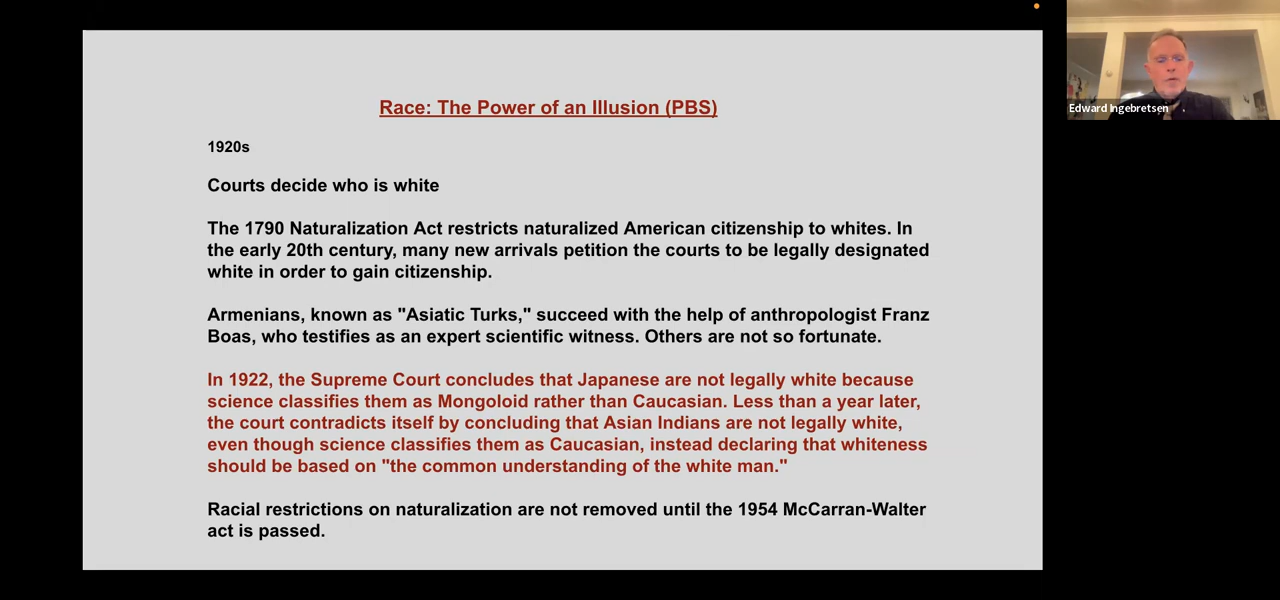 Race: The Power of an Illusion (PBS)
1920s
Courts decide who is white
The 1790 Naturalization Act restricts naturalized American citizenship to whites. In
the early 20th century, many new arrivals petition the courts to be legally designated
white in order to gain citizenship.
Armenians, known as "Asiatic Turks," succeed with the help of anthropologist Franz
Boas, who testifies as an expert scientific witness. Others are not so fortunate.
In 1922, the Supreme Court concludes that Japanese are not legally white because
science classifies them as Mongoloid rather than Caucasian. Less than a year later,
the court contradicts itself by concluding that Asian Indians are not legally white,
even though science classifies them as Caucasian, instead declaring that whiteness
should be based on "the common understanding of the white man."
Racial restrictions on naturalization are not removed until the 1954 McCarran-Walter
act is passed.
Edward Ingebretsen